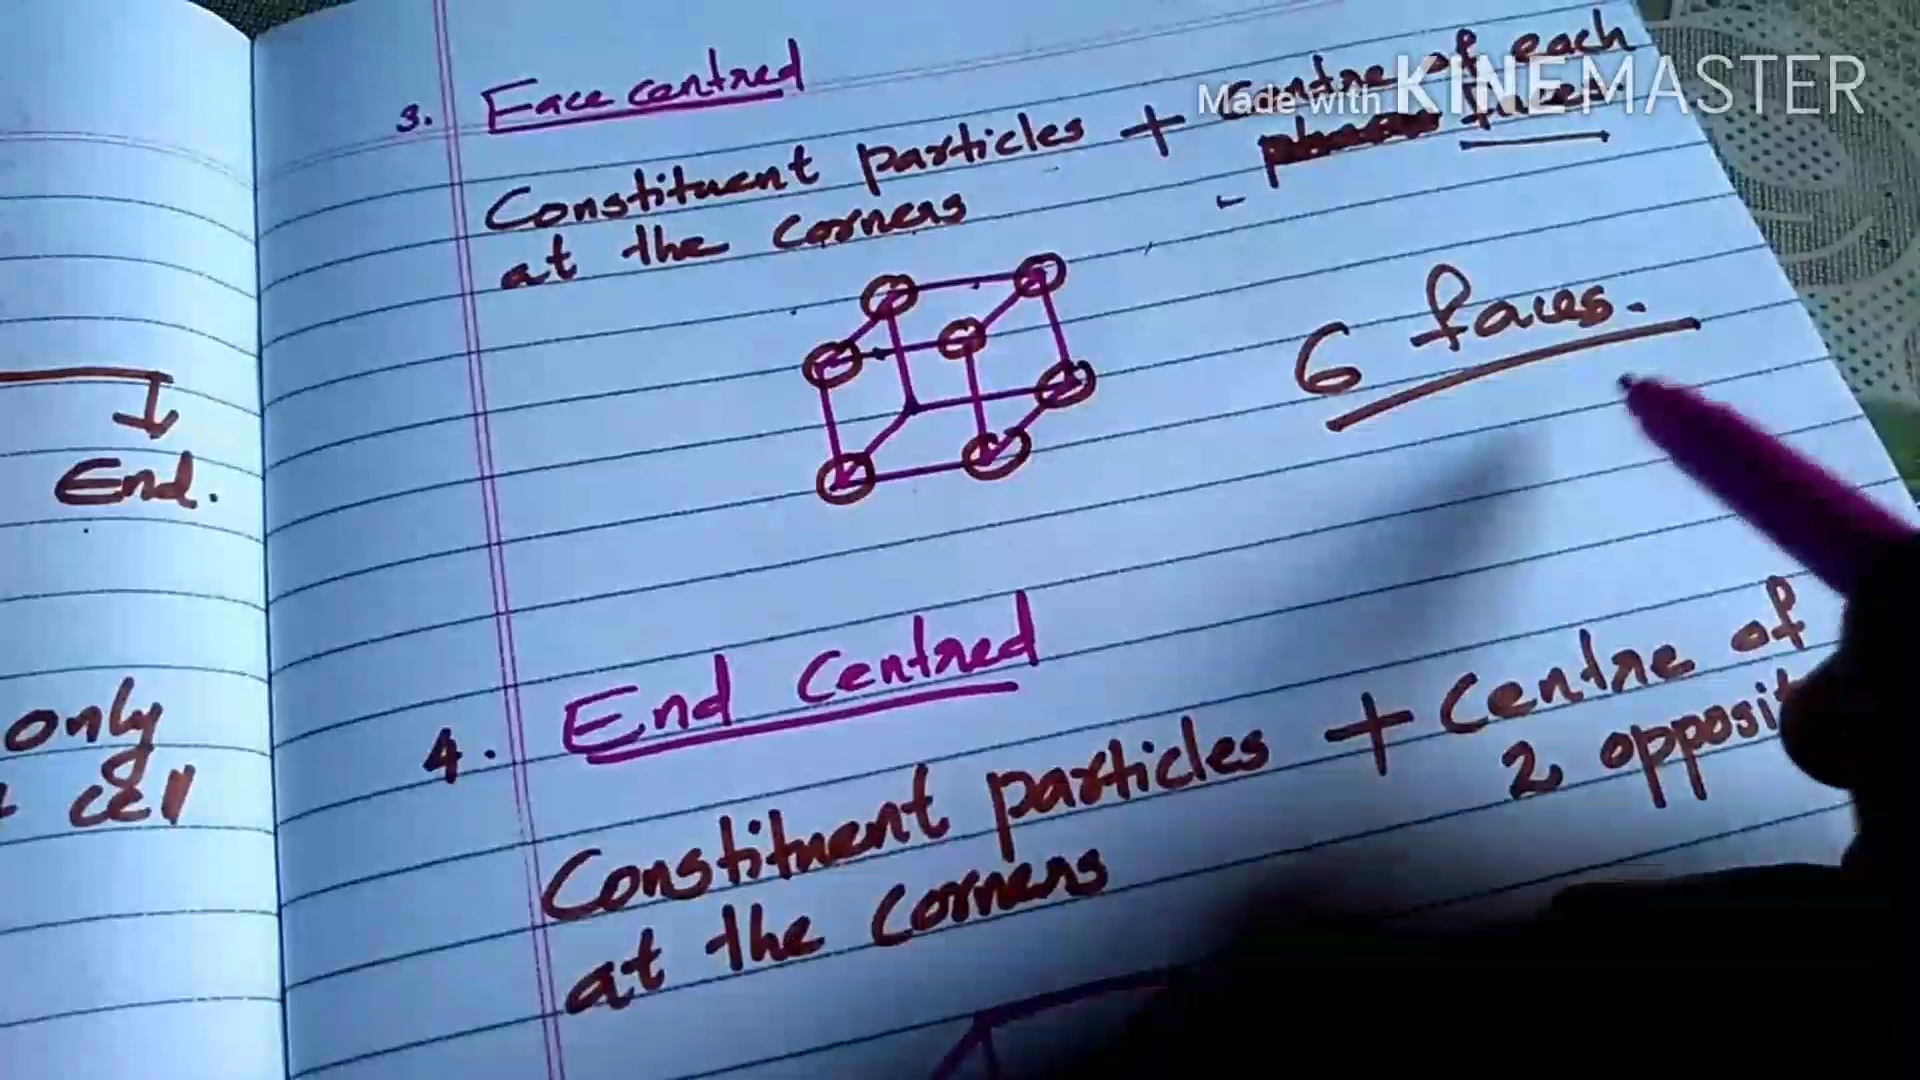 3. Face centred
Constituent particles + centre of each
at the corners
face
Made with KINEMASTER
6 faces.
End.
only
cell
4. End Centred
Constituent particles + Centre of
at the corners
2 opposit